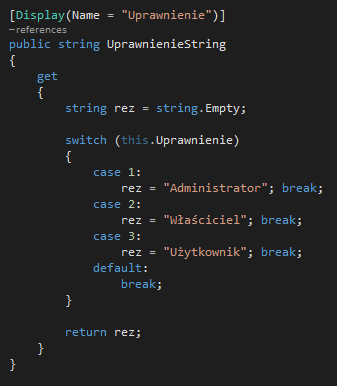 [Display(Name = "Uprawnienie")]
—references
public string UprawnienieString
{
    get
    {
        string rez = string.Empty;

        switch (this.Uprawnienie)
        {
            case 1:
                rez = "Administrator"; break;
            case 2:
                rez = "Właściciel"; break;
            case 3:
                rez = "Użytkownik"; break;
            default:
                break;
        }

        return rez;
    }
}